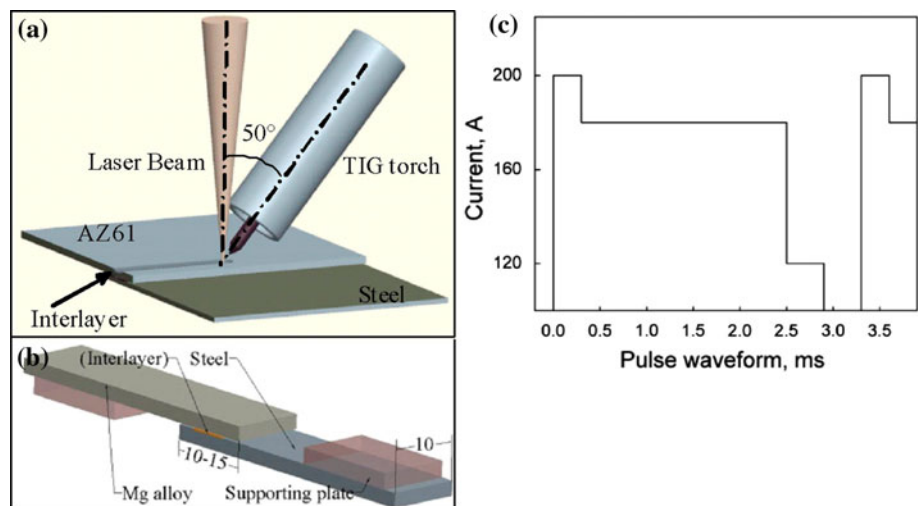 (a)
50°
Laser Beam
TIG torch
AZ61
Steel
Interlayer
(b)
(Interlayer)
Steel
10-15
10
Mg alloy
Supporting plate
(c)
Current, A
200
160
120
0.0 0.5 1.0 1.5 2.0 2.5 3.0 3.5
Pulse waveform, ms